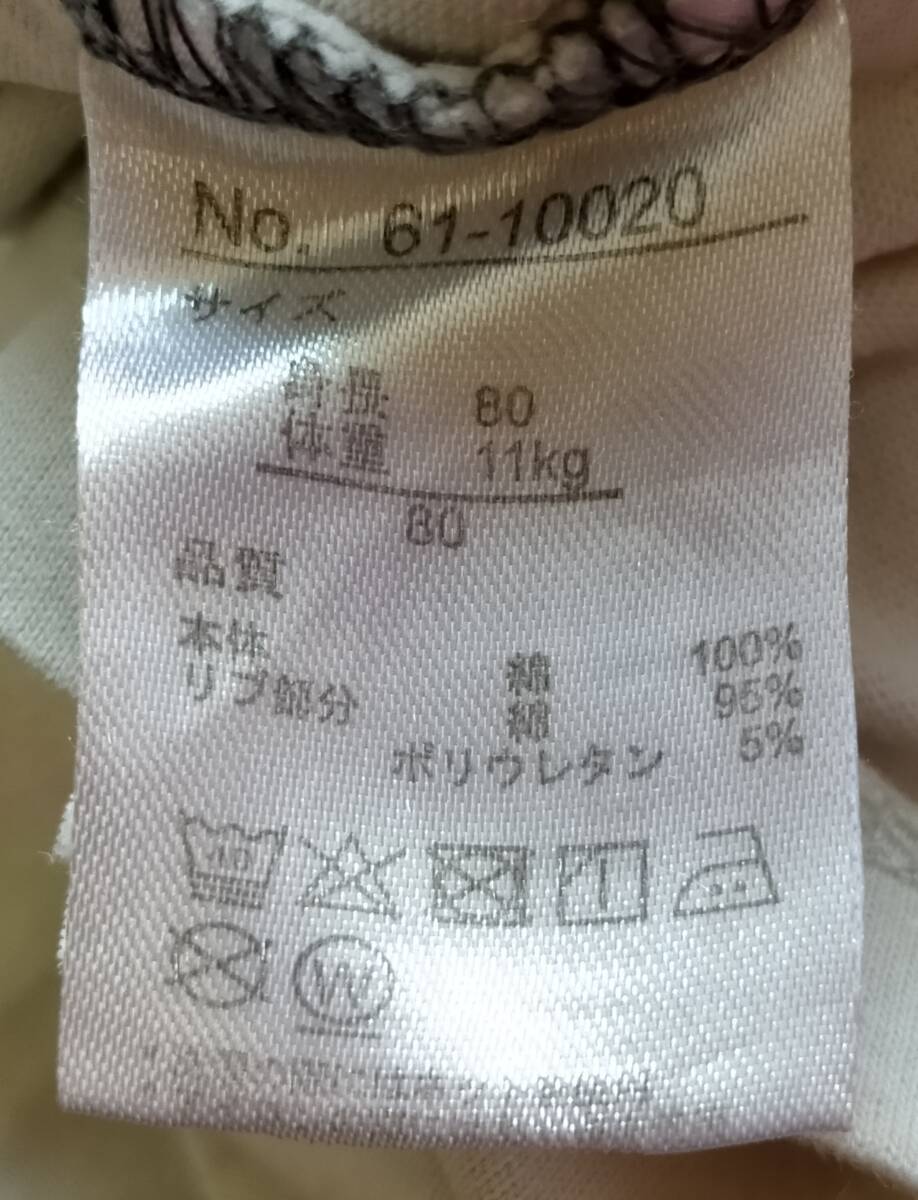 No. 61-10020
サイズ
身長 80
体重 11kg
80
品質
本体 綿 100%
リブ部分 綿 95%
ポリウレタン 5%
40
W